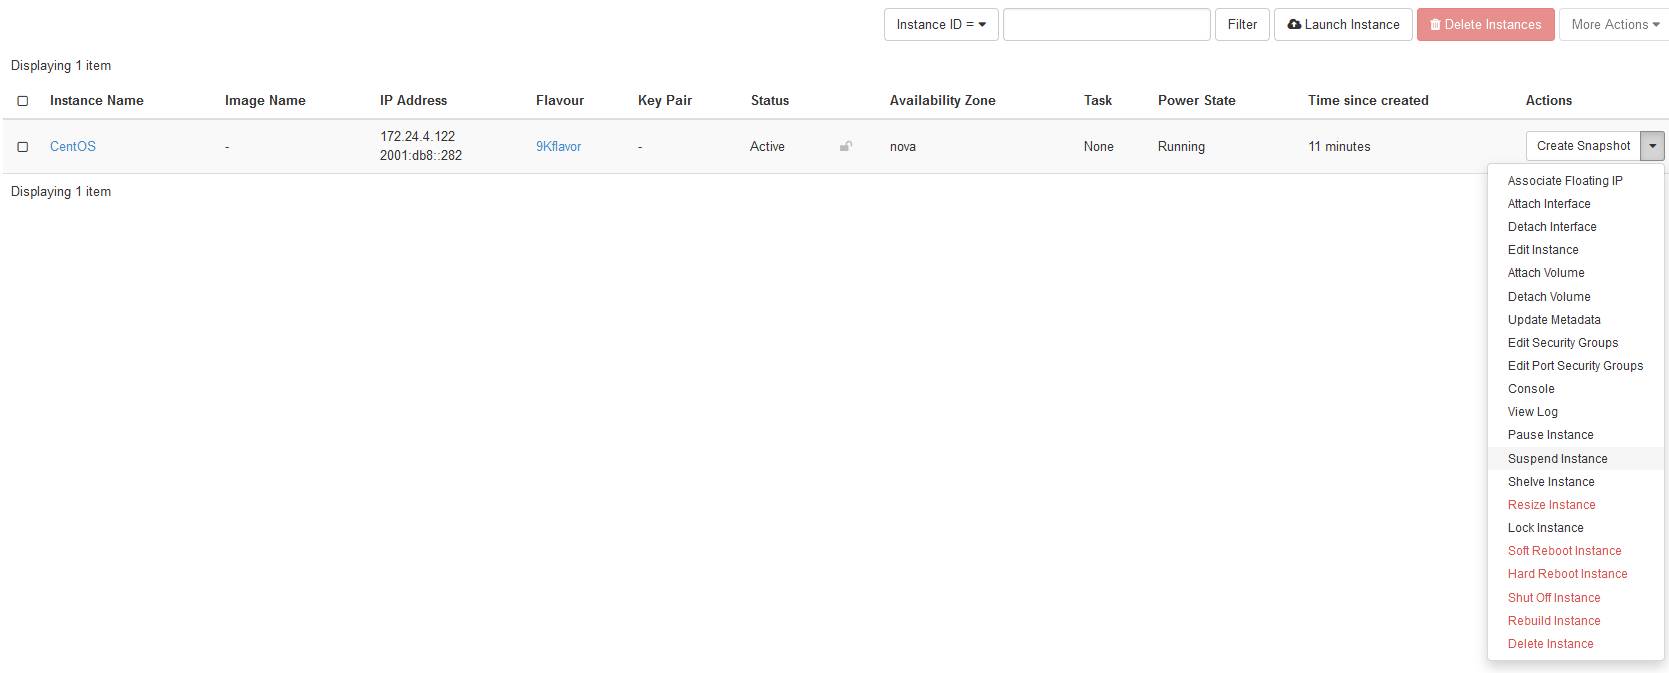 Instance ID = Filter Launch Instance Delete Instances More Actions
Displaying 1 item
Instance Name Image Name IP Address Flavour Key Pair Status Availability Zone Task Power State Time since created Actions
CentOS - 172.24.4.122 9Kflavor - Active nova None Running 11 minutes Create Snapshot
2001:db8::282
Displaying 1 item
Associate Floating IP
Attach Interface
Detach Interface
Edit Instance
Attach Volume
Detach Volume
Update Metadata
Edit Security Groups
Edit Port Security Groups
Console
View Log
Pause Instance
Suspend Instance
Shelve Instance
Resize Instance
Lock Instance
Soft Reboot Instance
Hard Reboot Instance
Shut Off Instance
Rebuild Instance
Delete Instance